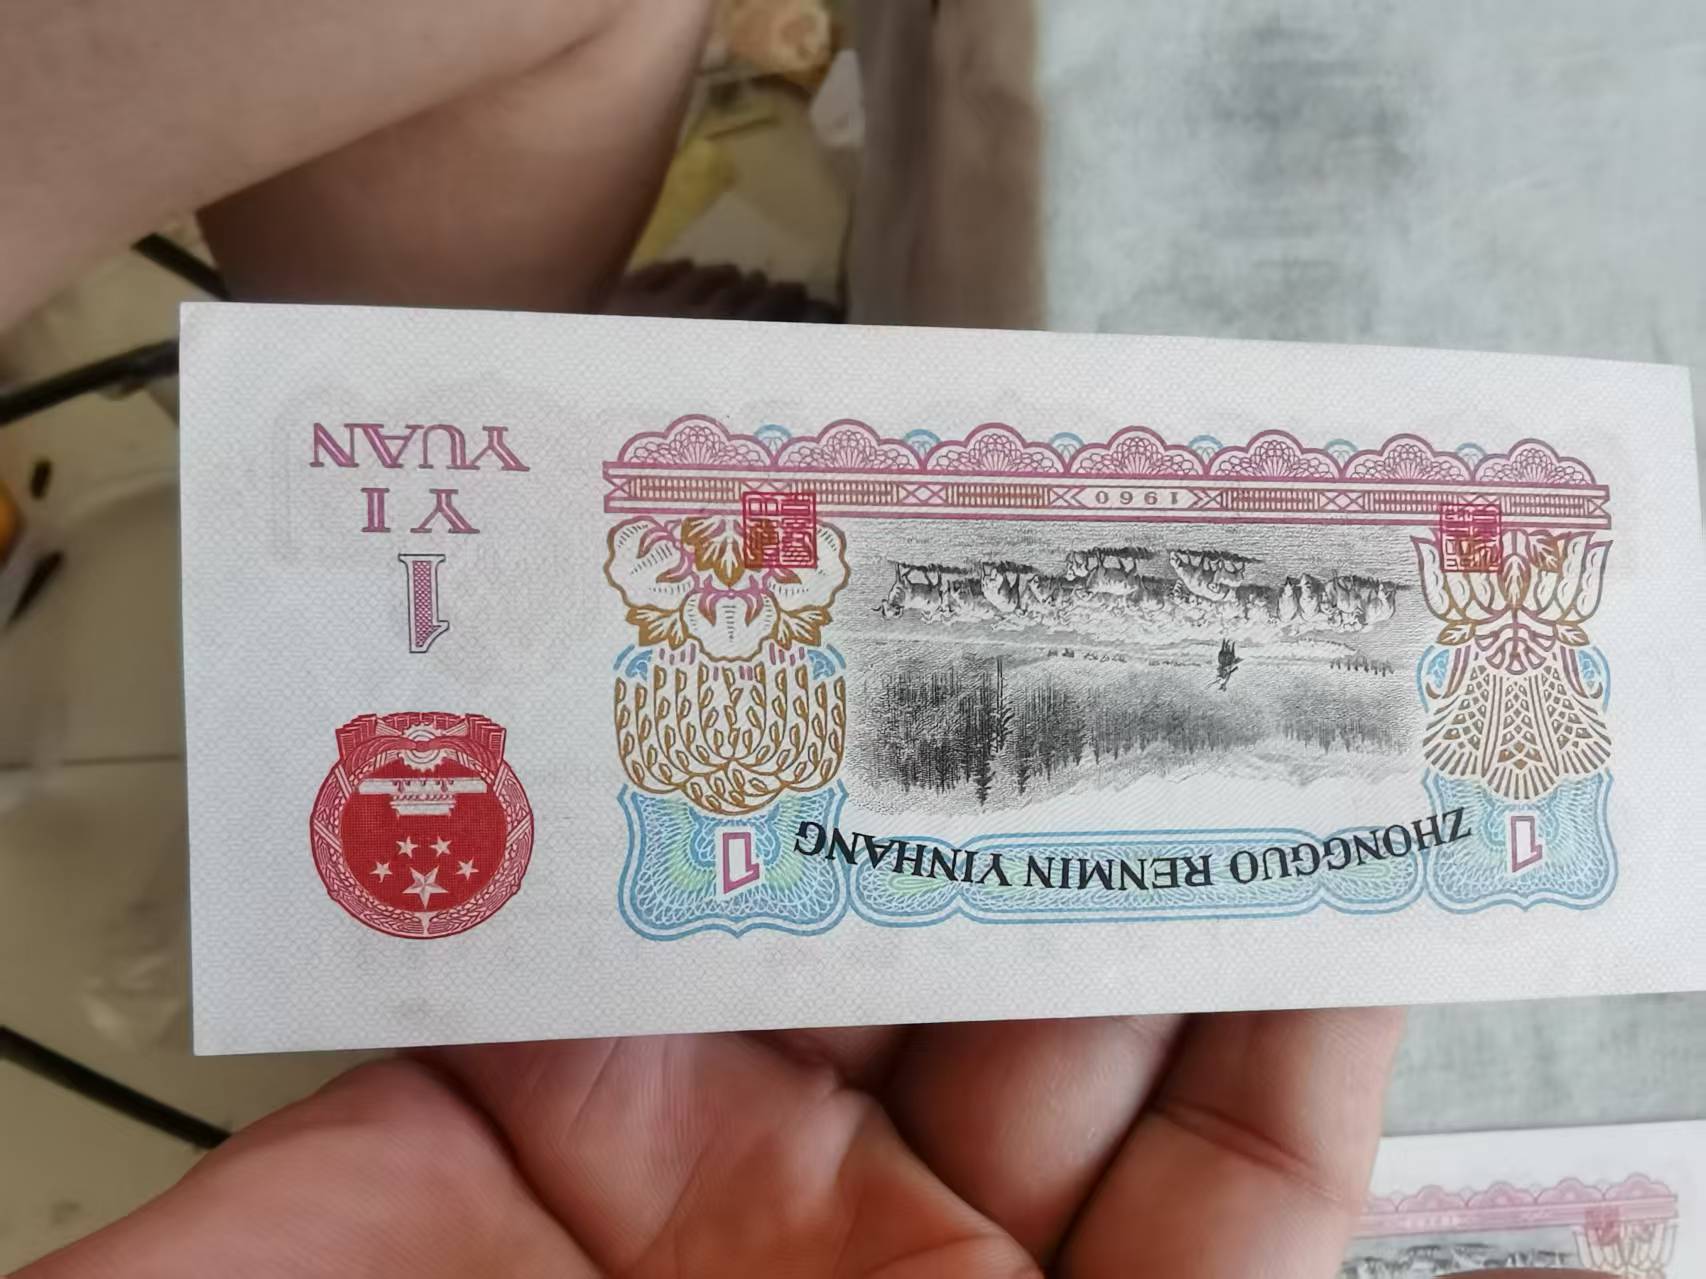 ZHONGGUO RENMIN YINHANG
1
1
1
YI
YUAN
1960